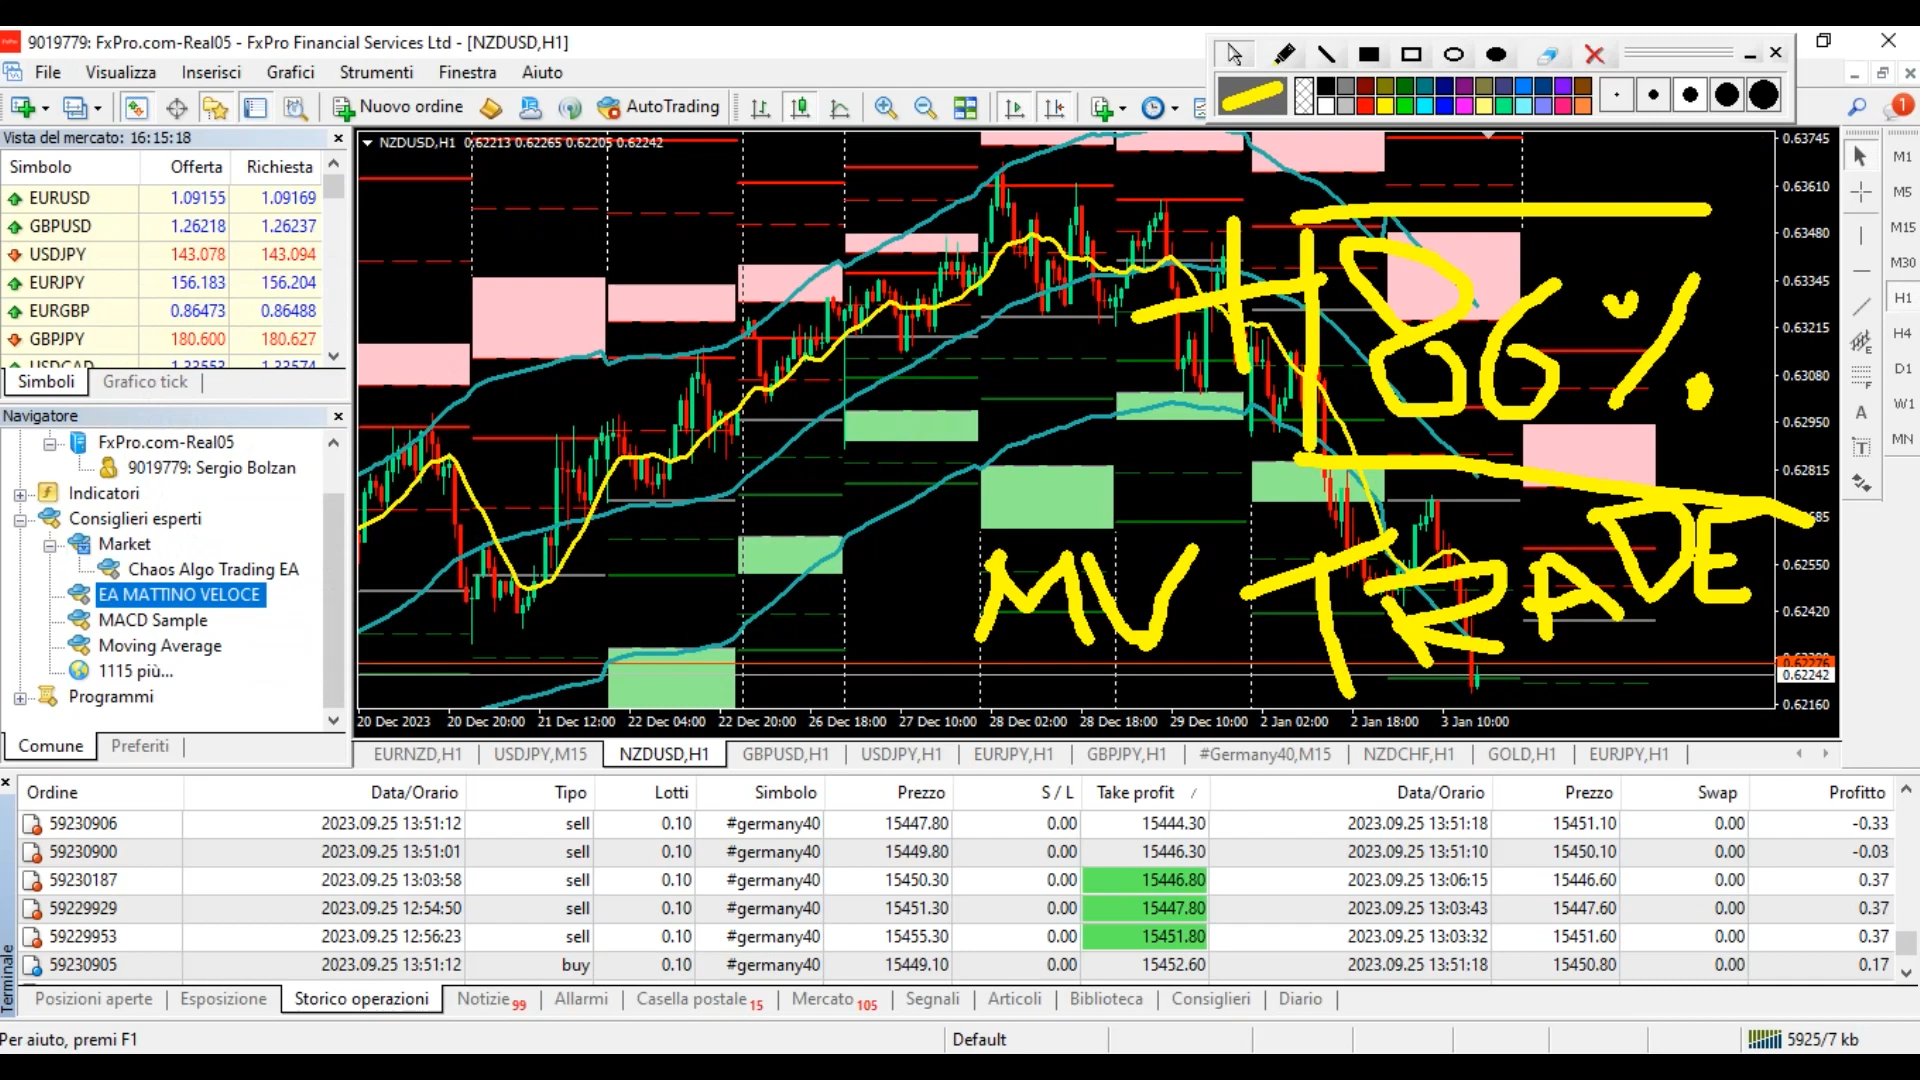 9019779: FxPro.com-Real05 - FxPro Financial Services Ltd - [NZDUSD,H1]
File Visualizza Inserisci Grafici Strumenti Finestra Aiuto
Nuovo ordine AutoTrading
1
Vista del mercato: 16:15:18
Simbolo Offerta Richiesta
EURUSD 1.09155 1.09169
GBPUSD 1.26218 1.26237
USDJPY 143.078 143.094
EURJPY 156.183 156.204
EURGBP 0.86473 0.86488
GBPJPY 180.600 180.627
USDCAD 1.33553 1.33574
Simboli Grafico tick
Navigatore
FxPro.com-Real05
9019779: Sergio Bolzan
Indicatori
Consiglieri esperti
Market
Chaos Algo Trading EA
EA MATTINO VELOCE
MACD Sample
Moving Average
1115 più...
Programmi
Comune Preferiti
NZDUSD,H1 0.62213 0.62265 0.62205 0.62242
+86%
MV TRADE
0.63745
0.63610
0.63480
0.63345
0.63215
0.63080
0.62950
0.62815
0.62550
0.62420
0.62276
0.62242
0.62160
20 Dec 2023 20 Dec 20:00 21 Dec 12:00 22 Dec 04:00 22 Dec 20:00 26 Dec 18:00 27 Dec 10:00 28 Dec 02:00 28 Dec 18:00 29 Dec 10:00 2 Jan 02:00 2 Jan 18:00 3 Jan 10:00
M1
M5
M15
M30
H1
H4
D1
W1
MN
EURNZD,H1 USDJPY,M15 NZDUSD,H1 GBPUSD,H1 USDJPY,H1 EURJPY,H1 GBPJPY,H1 #Germany40,M15 NZDCHF,H1 GOLD,H1 EURJPY,H1
Ordine Data/Orario Tipo Lotti Simbolo Prezzo S / L Take profit / Data/Orario Prezzo Swap Profitto
59230906 2023.09.25 13:51:12 sell 0.10 #germany40 15447.80 0.00 15444.30 2023.09.25 13:51:18 15451.10 0.00 -0.33
59230900 2023.09.25 13:51:01 sell 0.10 #germany40 15449.80 0.00 15446.30 2023.09.25 13:51:10 15450.10 0.00 -0.03
59230187 2023.09.25 13:03:58 sell 0.10 #germany40 15450.30 0.00 15446.80 2023.09.25 13:06:15 15446.60 0.00 0.37
59229929 2023.09.25 12:54:50 sell 0.10 #germany40 15451.30 0.00 15447.80 2023.09.25 13:03:43 15447.60 0.00 0.37
59229953 2023.09.25 12:56:23 sell 0.10 #germany40 15455.30 0.00 15451.80 2023.09.25 13:03:32 15451.60 0.00 0.37
59230905 2023.09.25 13:51:12 buy 0.10 #germany40 15449.10 0.00 15452.60 2023.09.25 13:51:18 15450.80 0.00 0.17
Terminale
Posizioni aperte Esposizione Storico operazioni Notizie 99 Allarmi Casella postale 15 Mercato 105 Segnali Articoli Biblioteca Consiglieri Diario
Per aiuto, premi F1 Default 5925/7 kb